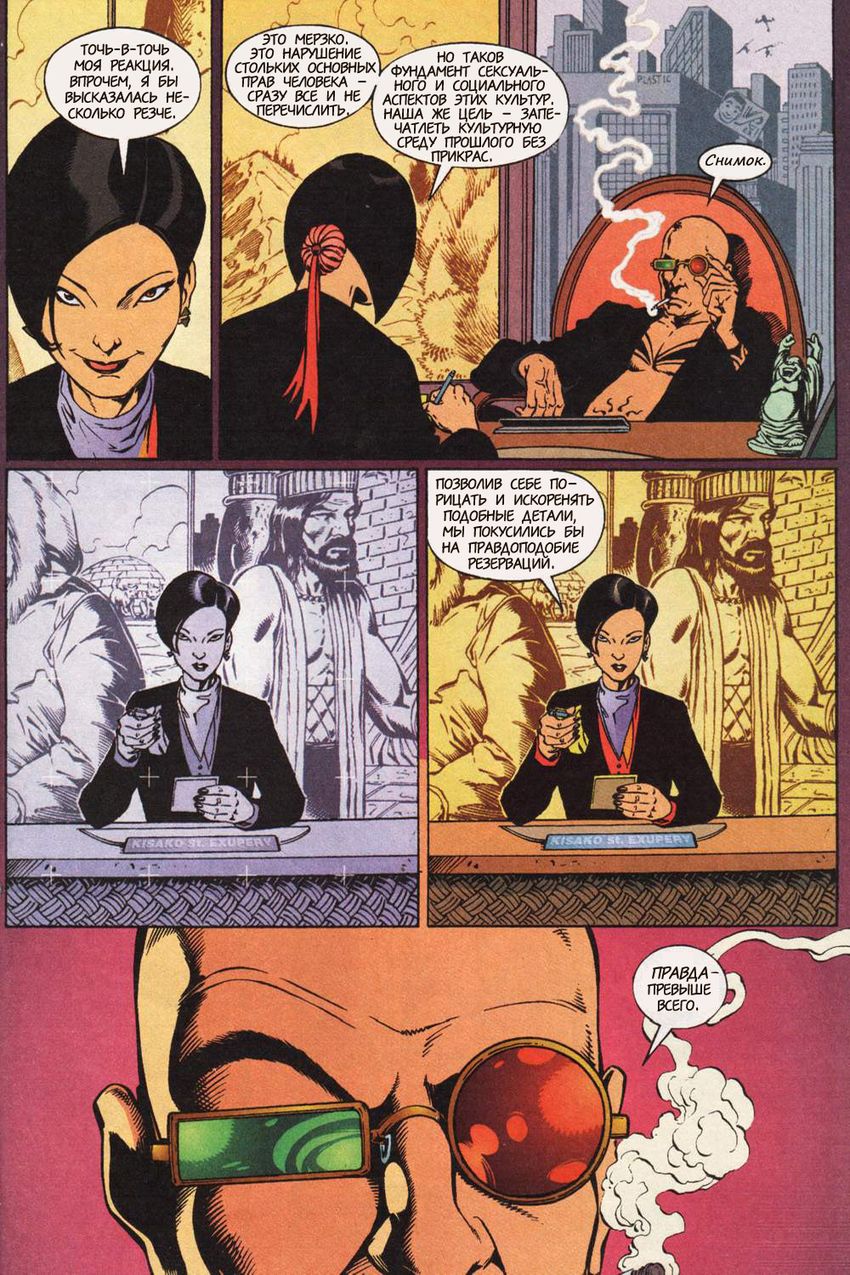 ТОЧЬ-В-ТОЧЬ
МОЯ РЕАКЦИЯ.
ВПРОЧЕМ, Я БЫ
ВЫСКАЗАЛАСЬ НЕ-
СКОЛЬКО РЕЗЧЕ.
ЭТО МЕРЗКО.
ЭТО НАРУШЕНИЕ
СТОЛЬКИХ ОСНОВНЫХ
ПРАВ ЧЕЛОВЕКА –
СРАЗУ ВСЕ И НЕ
ПЕРЕЧИСЛИТЬ.
НО ТАКОВ
ФУНДАМЕНТ СЕКСУАЛЬ-
НОГО И СОЦИАЛЬНОГО
АСПЕКТОВ ЭТИХ КУЛЬТУР.
НАША ЖЕ ЦЕЛЬ – ЗАПЕ-
ЧАТЛЕТЬ КУЛЬТУРНУЮ
СРЕДУ ПРОШЛОГО БЕЗ
ПРИКРАС.
PLASTIC
СНИМОК.
ПОЗВОЛИВ СЕБЕ ПО-
РИЦАТЬ И ИСКОРЕНЯТЬ
ПОДОБНЫЕ ДЕТАЛИ,
МЫ ПОКУСИЛИСЬ БЫ
НА ПРАВДОПОДОБИЕ
РЕЗЕРВАЦИЙ.
KISAKO St. EXUPERY
KISAKO St. EXUPERY
ПРАВДА-
ПРЕВЫШЕ
ВСЕГО.